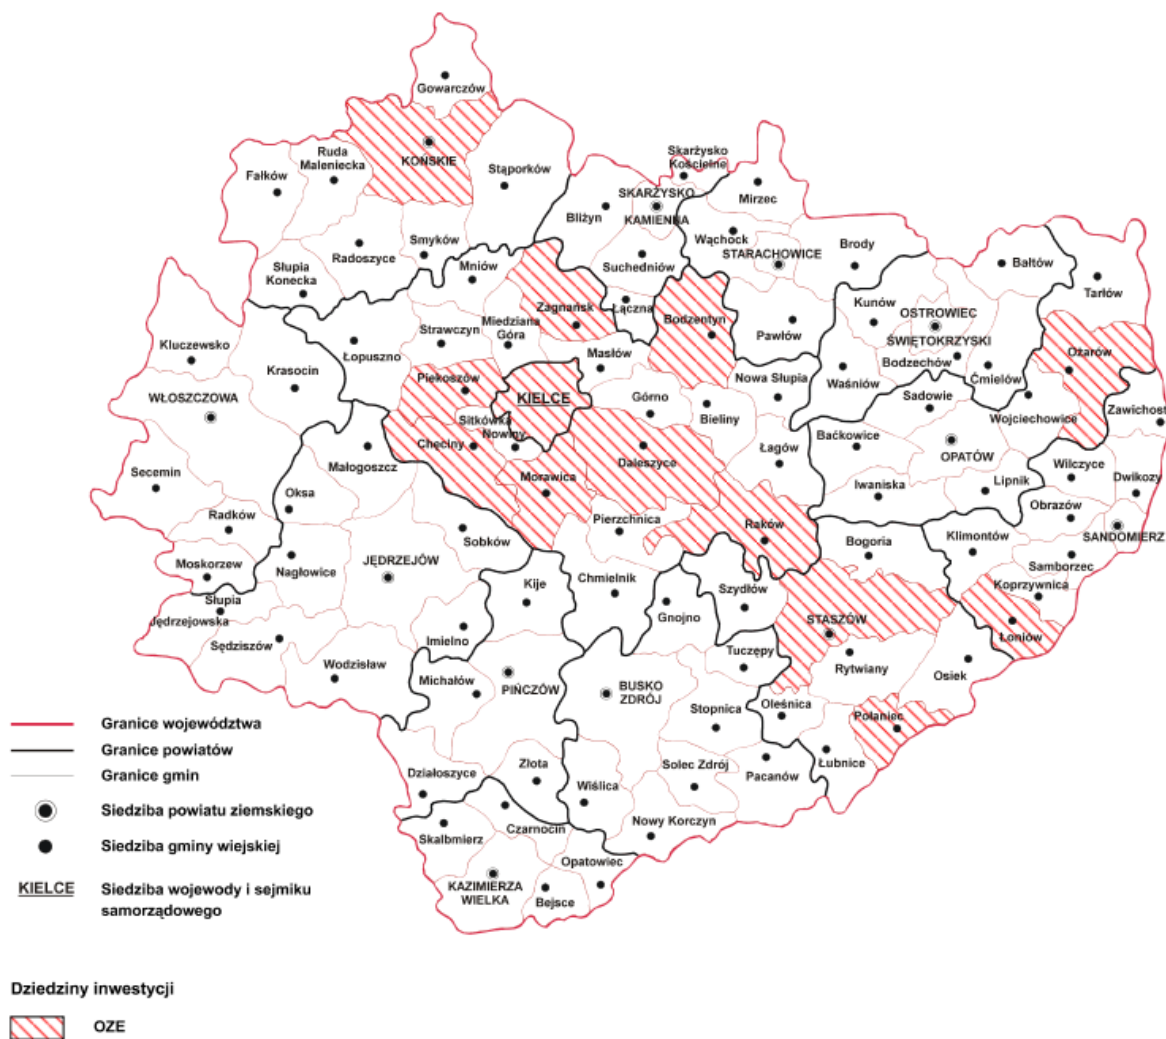 Gowarczów
KOŃSKIE
Ruda
Maleniecka
Fałków
Stąporków
Skarżysko
Kościelne
SKARŻYSKO
KAMIENNA
Mirzec
Bliżyn
Radoszyce
Smyków
Wąchock
STARACHOWICE
Brody
Słupia
Konecka
Mniów
Suchedniów
Bałtów
Tarłów
Zagnańsk
Łączna
Bodzentyn
Kunów
OSTROWIEC
ŚWIĘTOKRZYSKI
Strawczyn
Miedziana
Góra
Pawłów
Kluczewsko
Łopuszno
Masłów
Bodzechów
Ożarów
Krasocin
Piekoszów
Nowa Słupia
Waśniów
Ćmielów
WŁOSZCZOWA
KIELCE
Górno
Bieliny
Sadowie
Wojciechowice
Zawichost
Sitkówka
Nowiny
Chęciny
Łagów
Baćkowice
OPATÓW
Małogoszcz
Daleszyce
Wilczyce
Secemin
Oksa
Morawica
Iwaniska
Lipnik
Dwikozy
Obrazów
Radków
Pierzchnica
Raków
Sobków
Bogoria
Klimontów
SANDOMIERZ
Moskorzew
Nagłowice
JĘDRZEJÓW
Samborzec
Kije
Chmielnik
Szydłów
Koprzywnica
Słupia
Jędrzejowska
Gnojno
STASZÓW
Łoniów
Sędziszów
Imielno
Tuczępy
Rytwiany
Osiek
Wodzisław
Michałów
PIŃCZÓW
BUSKO
ZDRÓJ
Stopnica
Oleśnica
Połaniec
Działoszyce
Złota
Wiślica
Solec Zdrój
Pacanów
Łubnice
Skalbmierz
Czarnocin
Nowy Korczyn
Opatowiec
KAZIMIERZA
WIELKA
Bejsce
Granice województwa
Granice powiatów
Granice gmin
Siedziba powiatu ziemskiego
Siedziba gminy wiejskiej
KIELCE Siedziba wojewody i sejmiku
samorządowego
Dziedziny inwestycji
OZE